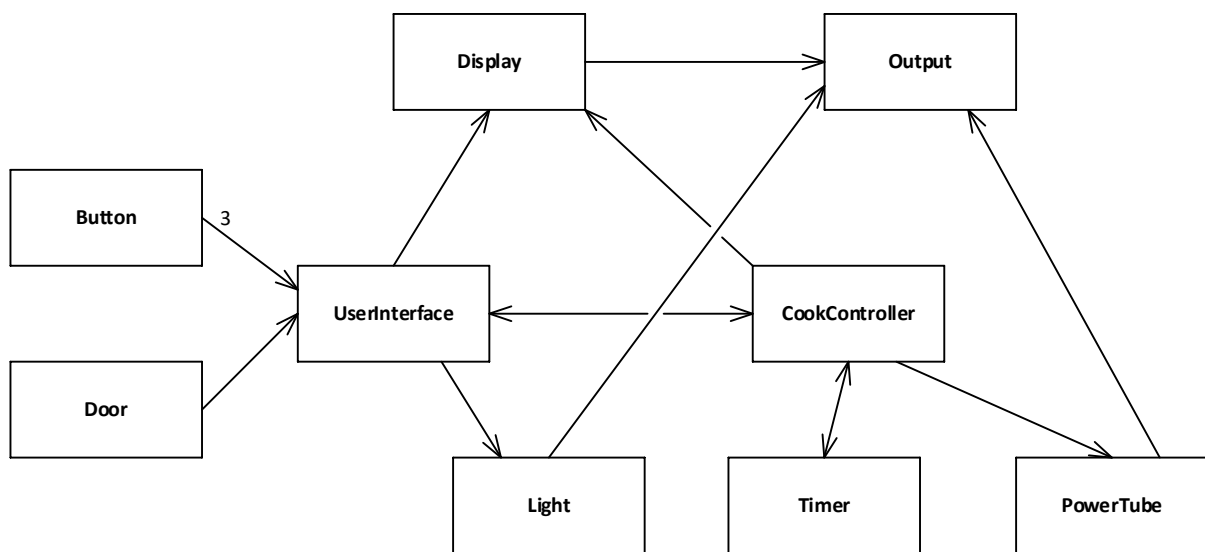 Display
Output
Button
3
UserInterface
CookController
Door
Light
Timer
PowerTube